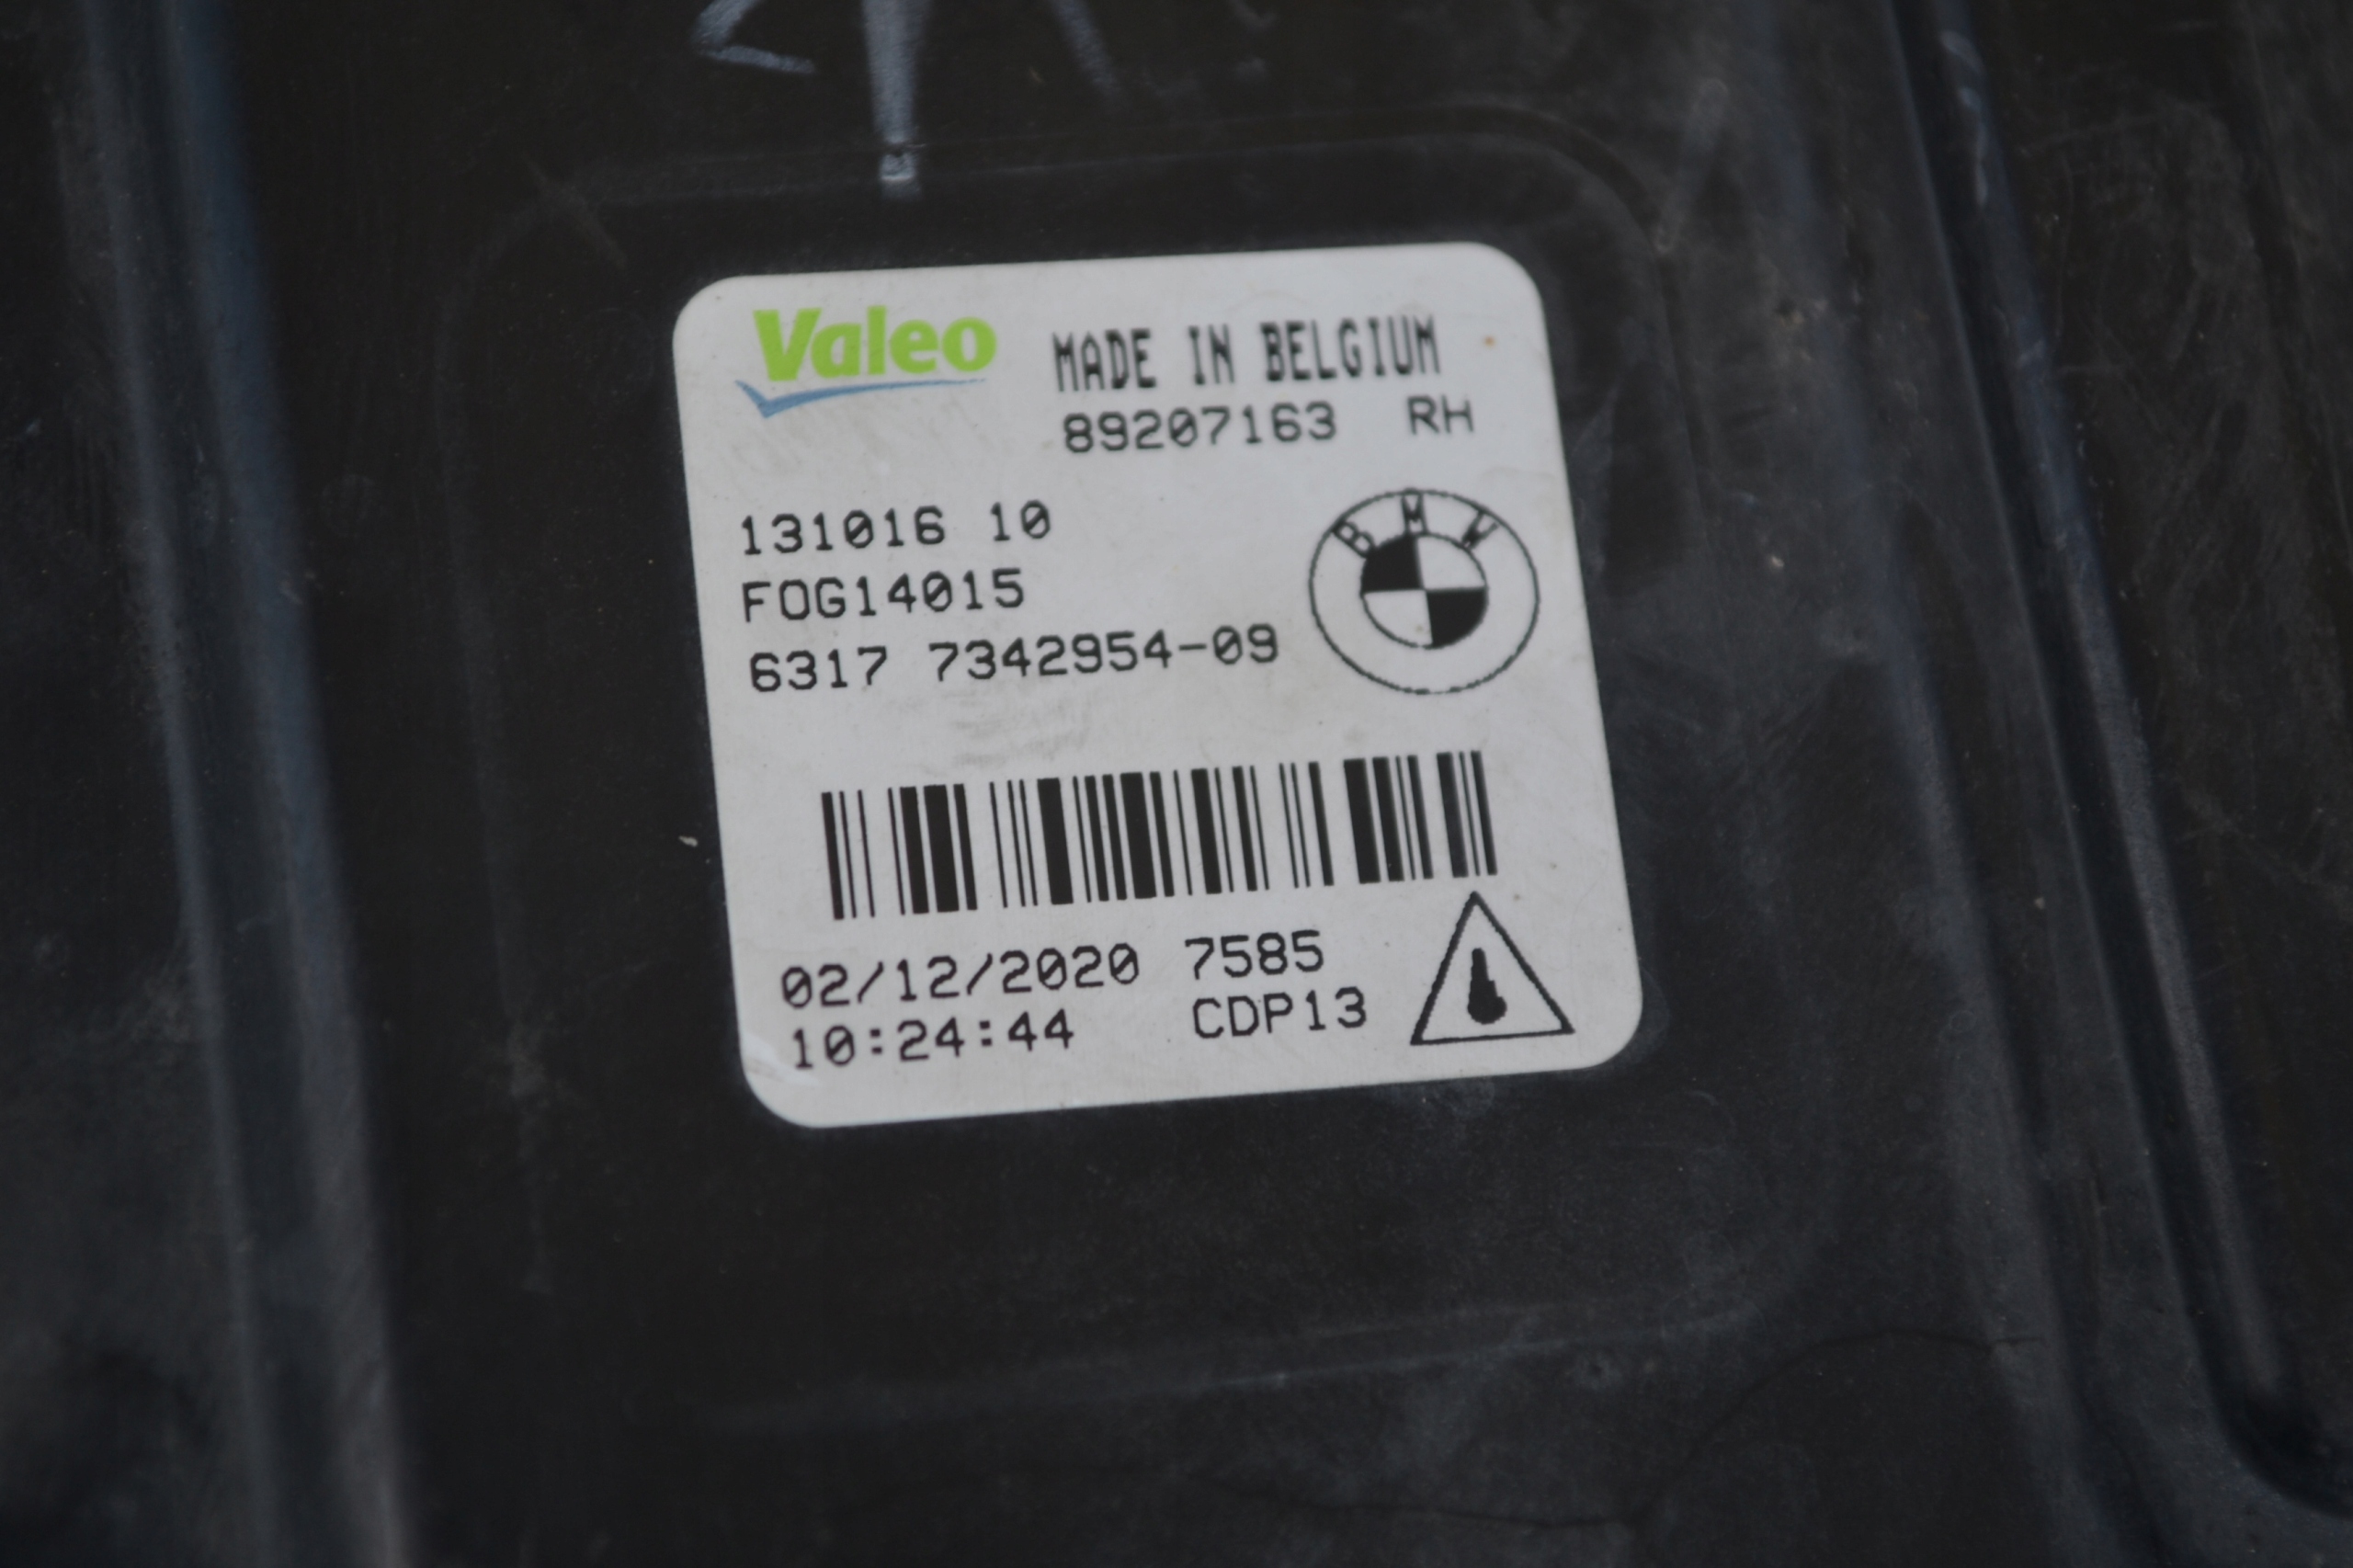 Valeo
MADE IN BELGIUM
89207163 RH
131016 10
FOG14015
6317 7342954-09
BMW
02/12/2020 7585
10:24:44 CDP13